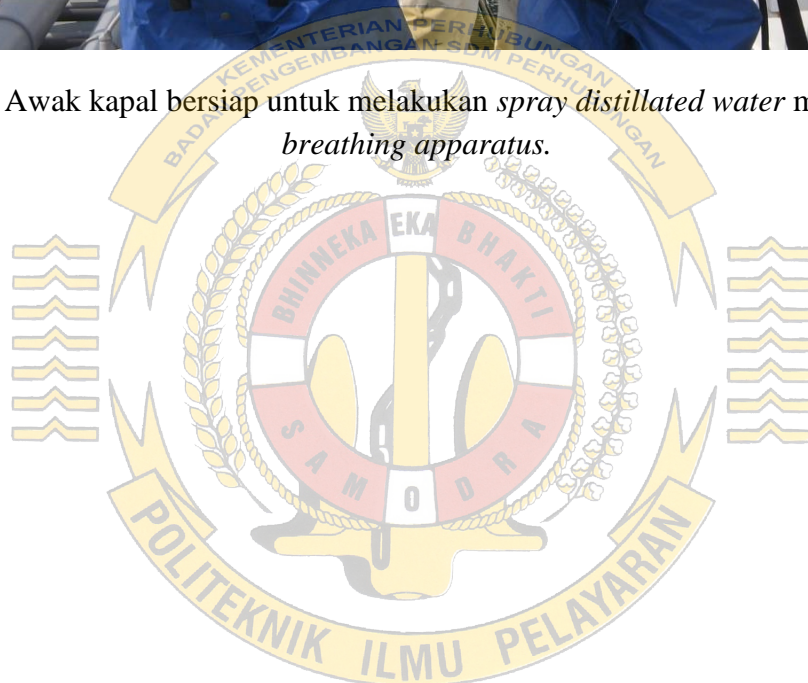 KEMENTERIAN PERHUBUNGAN
BADAN PENGEMBANGAN SDM PERHUBUNGAN
Awak kapal bersiap untuk melakukan spray distillated water
breathing apparatus.
BHINNEKA EKA BHAKTI
SAMODRA
POLITEKNIK ILMU PELAYARAN